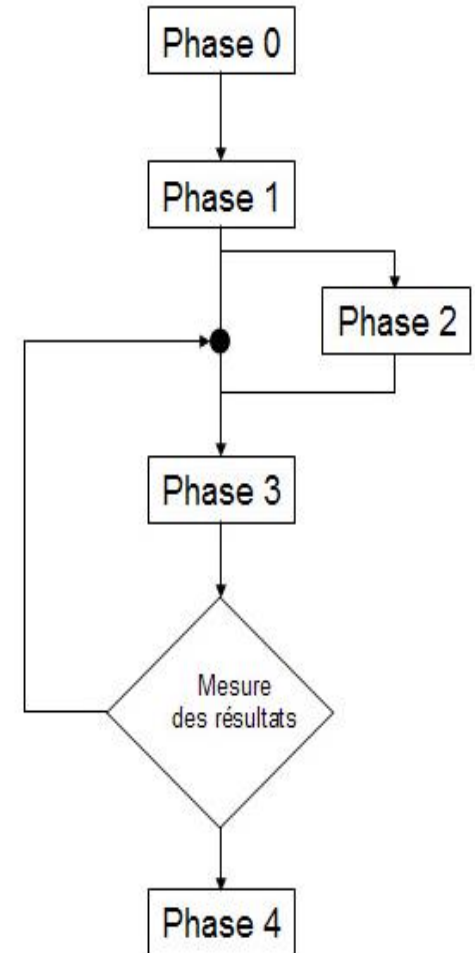 Phase 0
Phase 1
Phase 2
Phase 3
Mesure
des résultats
Phase 4